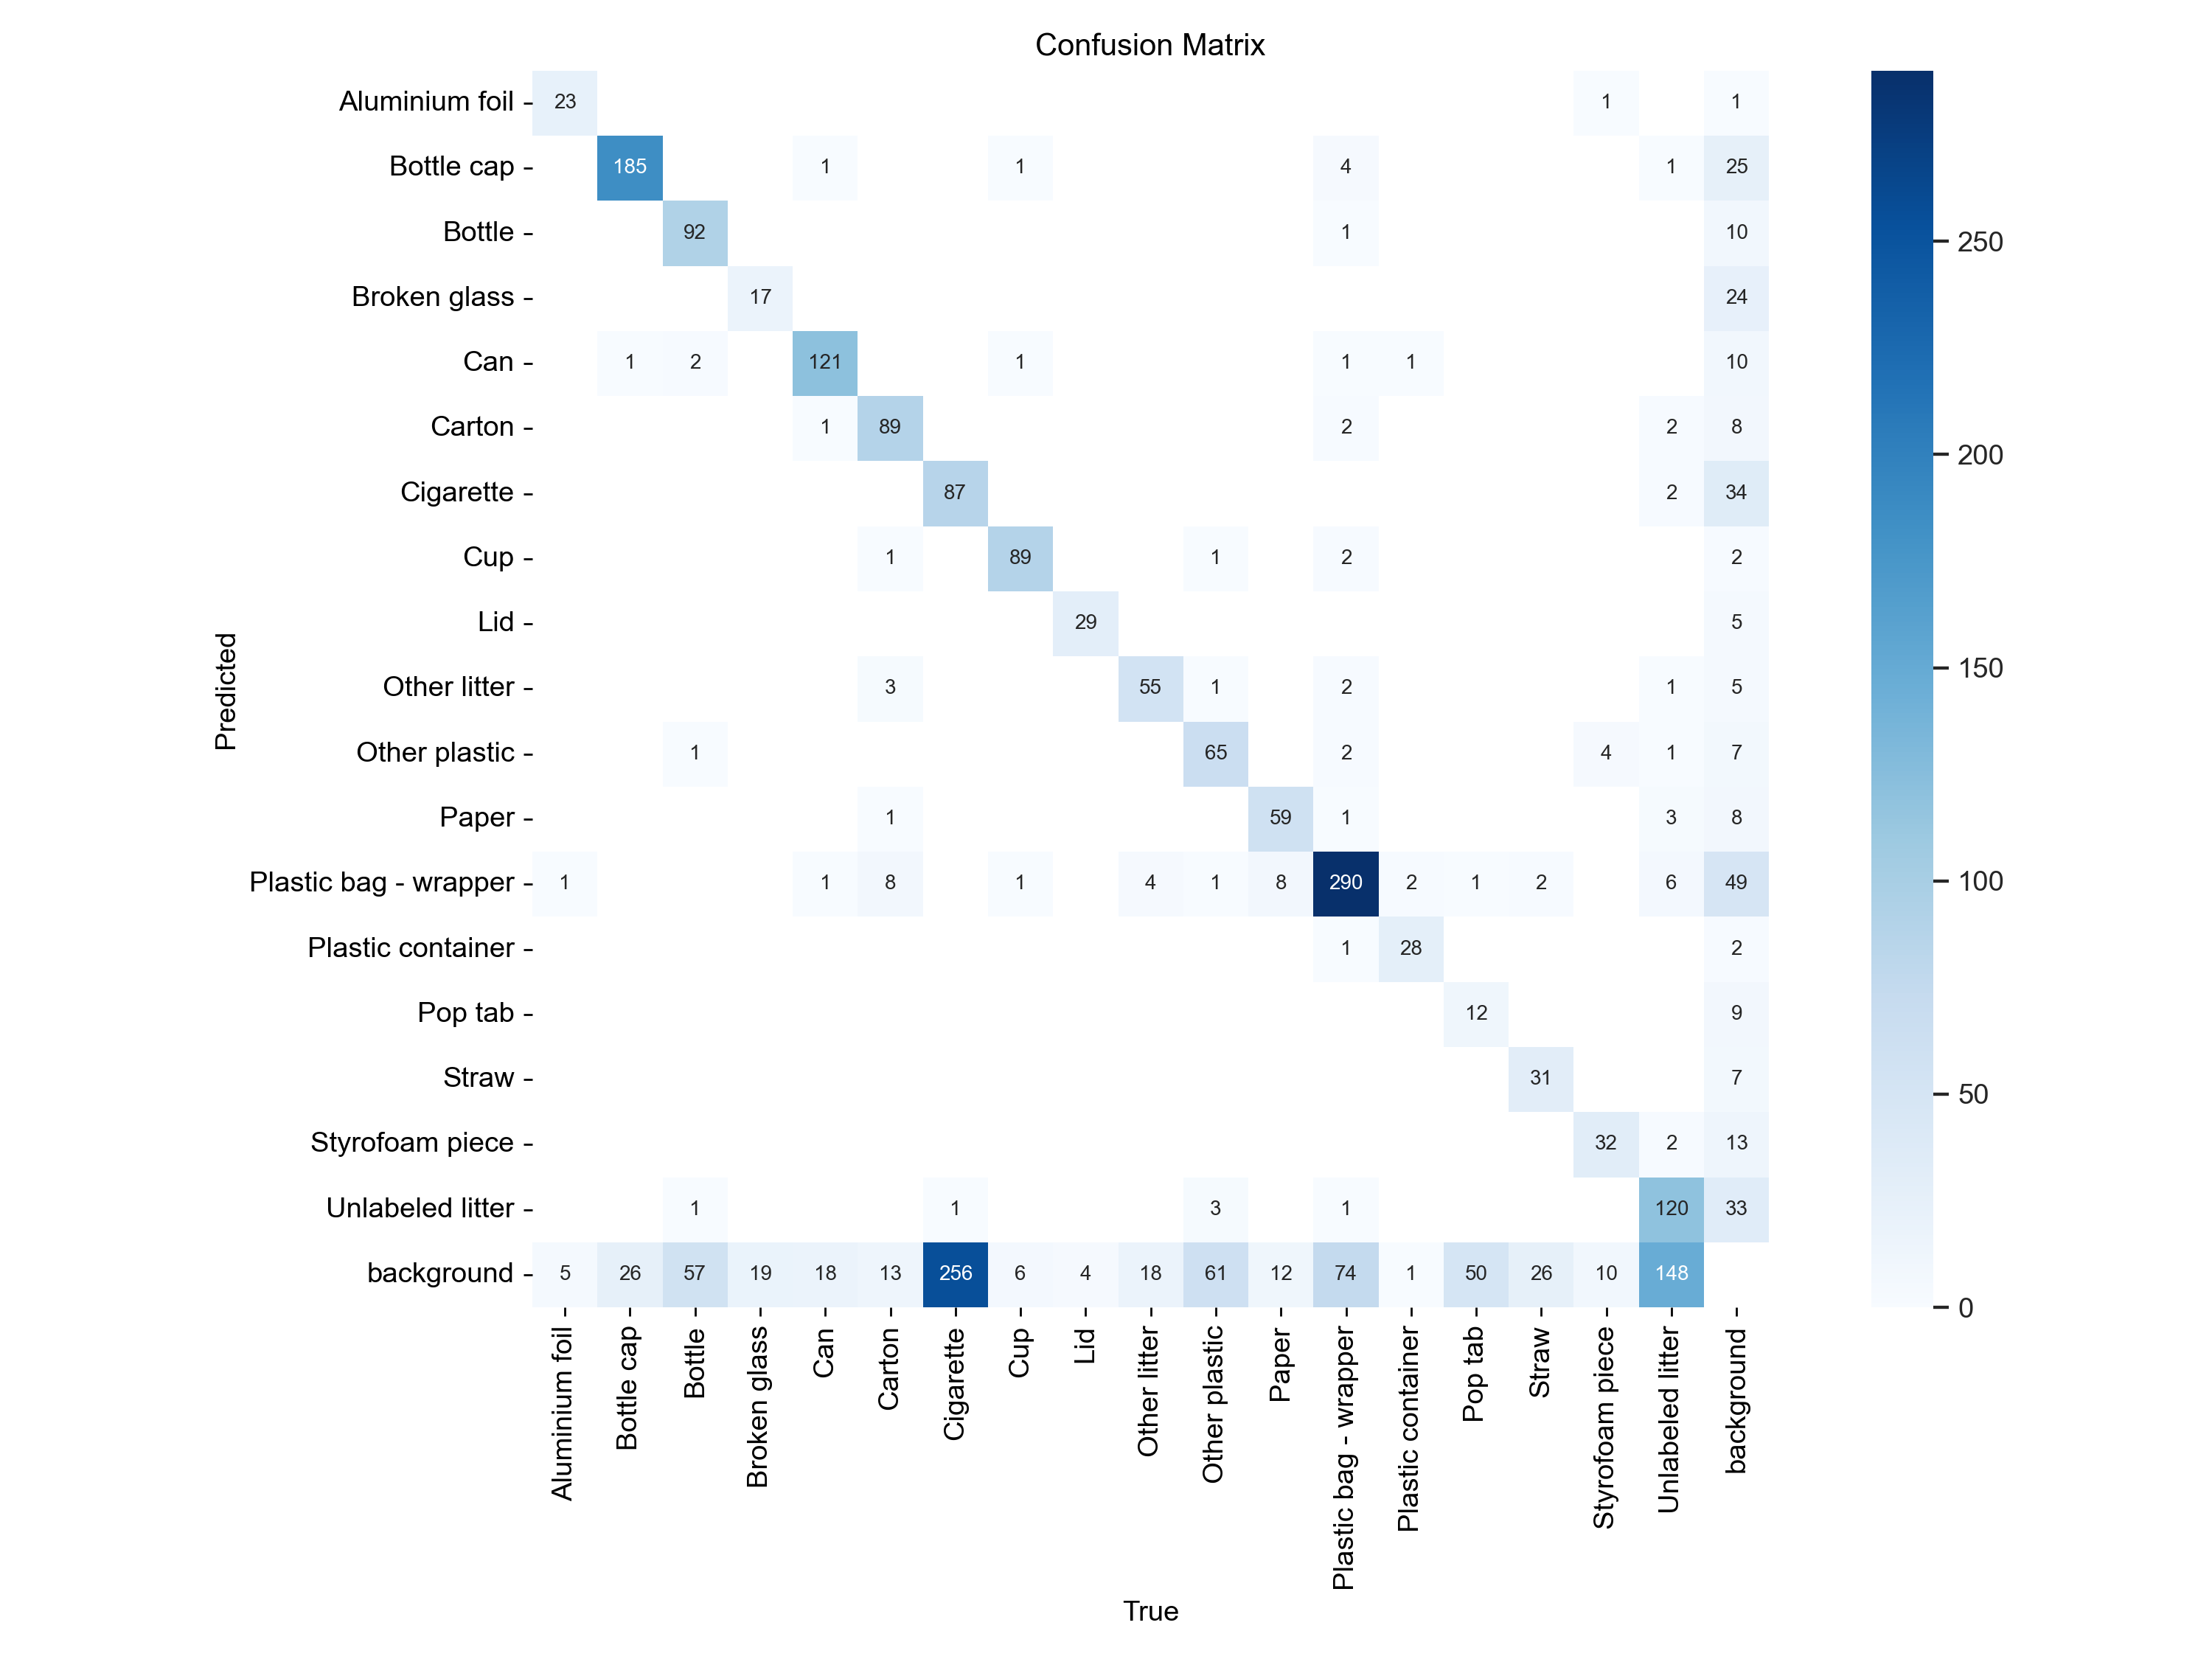 Confusion Matrix
Aluminium foil 23 1 1
Bottle cap 185 1 1 4 1 25
Bottle 92 1 10
Broken glass 17 24
Can 1 2 121 1 1 1 10
Carton 1 89 2 2 8
Cigarette 87 2 34
Cup 1 89 1 2 2
Lid 29 5
Other litter 3 55 1 2 1 5
Other plastic 1 65 2 4 1 7
Paper 1 59 1 3 8
Plastic bag - wrapper 1 1 8 1 4 1 8 290 2 1 2 6 49
Plastic container 1 28 2
Pop tab 12 9
Straw 31 7
Styrofoam piece 32 2 13
Unlabeled litter 1 1 3 1 120 33
background 5 26 57 19 18 13 256 6 4 18 61 12 74 1 50 26 10 148
Predicted
Aluminium foil
Bottle cap
Bottle
Broken glass
Can
Carton
Cigarette
Cup
Lid
Other litter
Other plastic
Paper
Plastic bag - wrapper
Plastic container
Pop tab
Straw
Styrofoam piece
Unlabeled litter
background
True
250
200
150
100
50
0